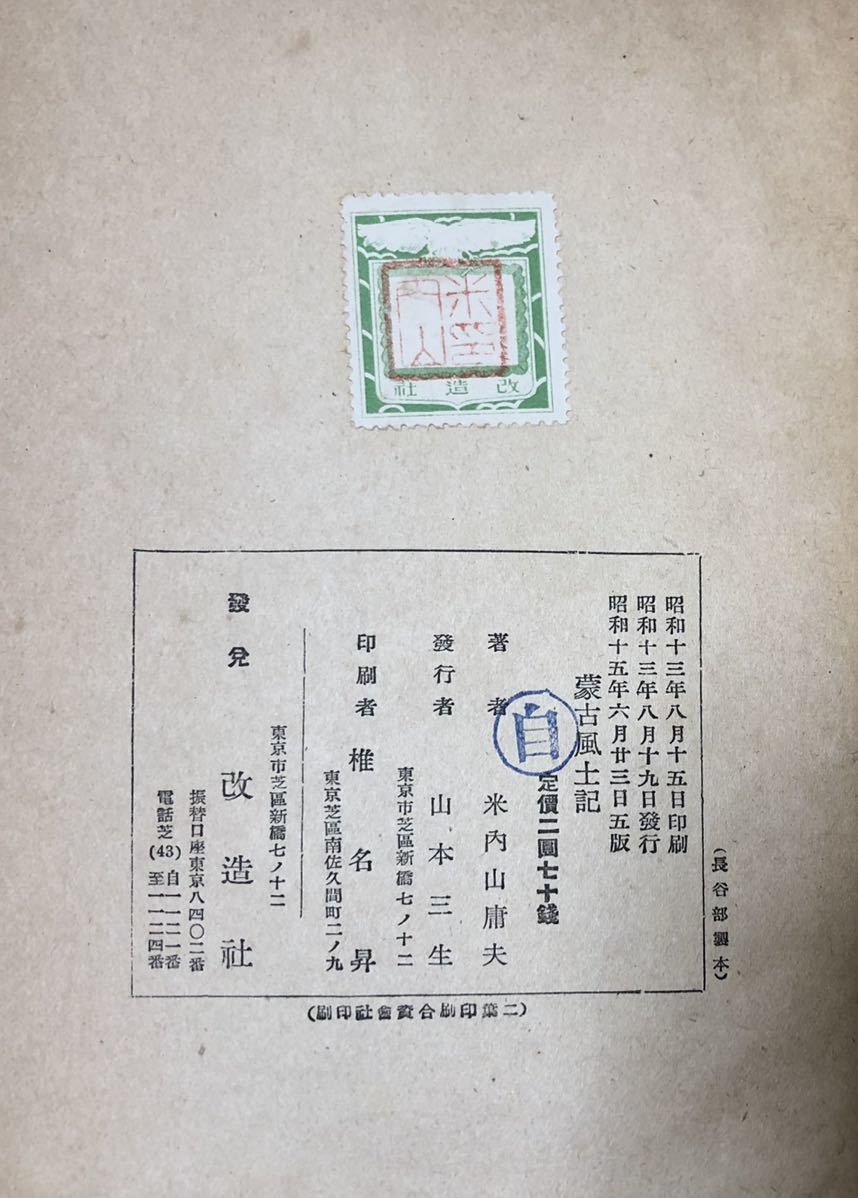 改造社
米内山
昭和十三年八月十五日印刷
昭和十三年八月十九日發行
昭和十五年六月廿三日五版
蒙古風土記
定價二圓七十錢
自
著者 米內山庸夫
東京市芝區新橋七ノ十二
發行者 山本三生
東京芝區南佐久間町二ノ九
印刷者 椎名昇
東京市芝區新橋七ノ十二
發兌 改造社
振替口座東京八四〇二番
電話芝(43)自一一二一番
至一一二四番
(長谷部製本)
(二葉印刷合資會社印刷)